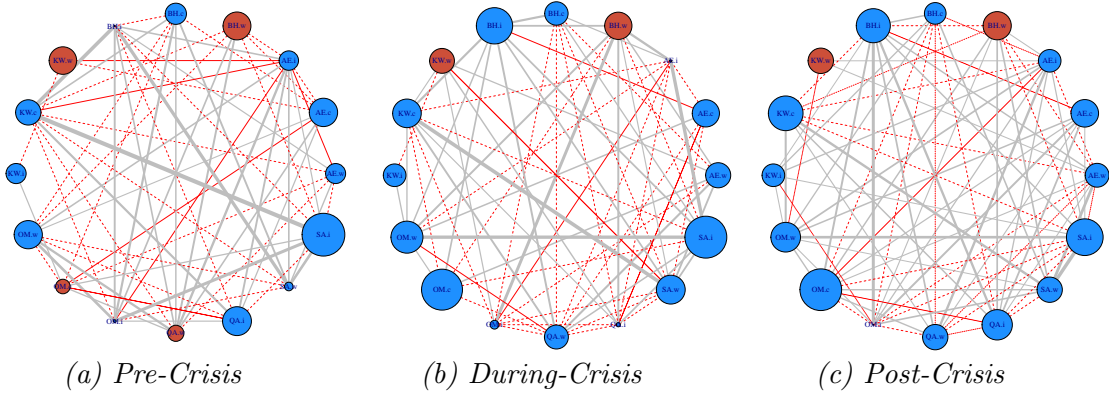 BH.c
BH.w
BH.i
AE.i
KW.w
AE.c
KW.c
AE.w
KW.i
SA.i
OM.w
SA.w
QA.i
OM.i
QA.w
(a) Pre-Crisis
BH.c
BH.w
BH.i
AE.i
KW.w
AE.c
KW.c
AE.w
KW.i
SA.i
OM.w
SA.w
OM.c
QA.i
QA.w
(b) During-Crisis
BH.c
BH.w
BH.i
AE.i
KW.w
AE.c
KW.c
AE.w
KW.i
SA.i
OM.w
SA.w
OM.c
QA.i
OM.i
QA.w
(c) Post-Crisis